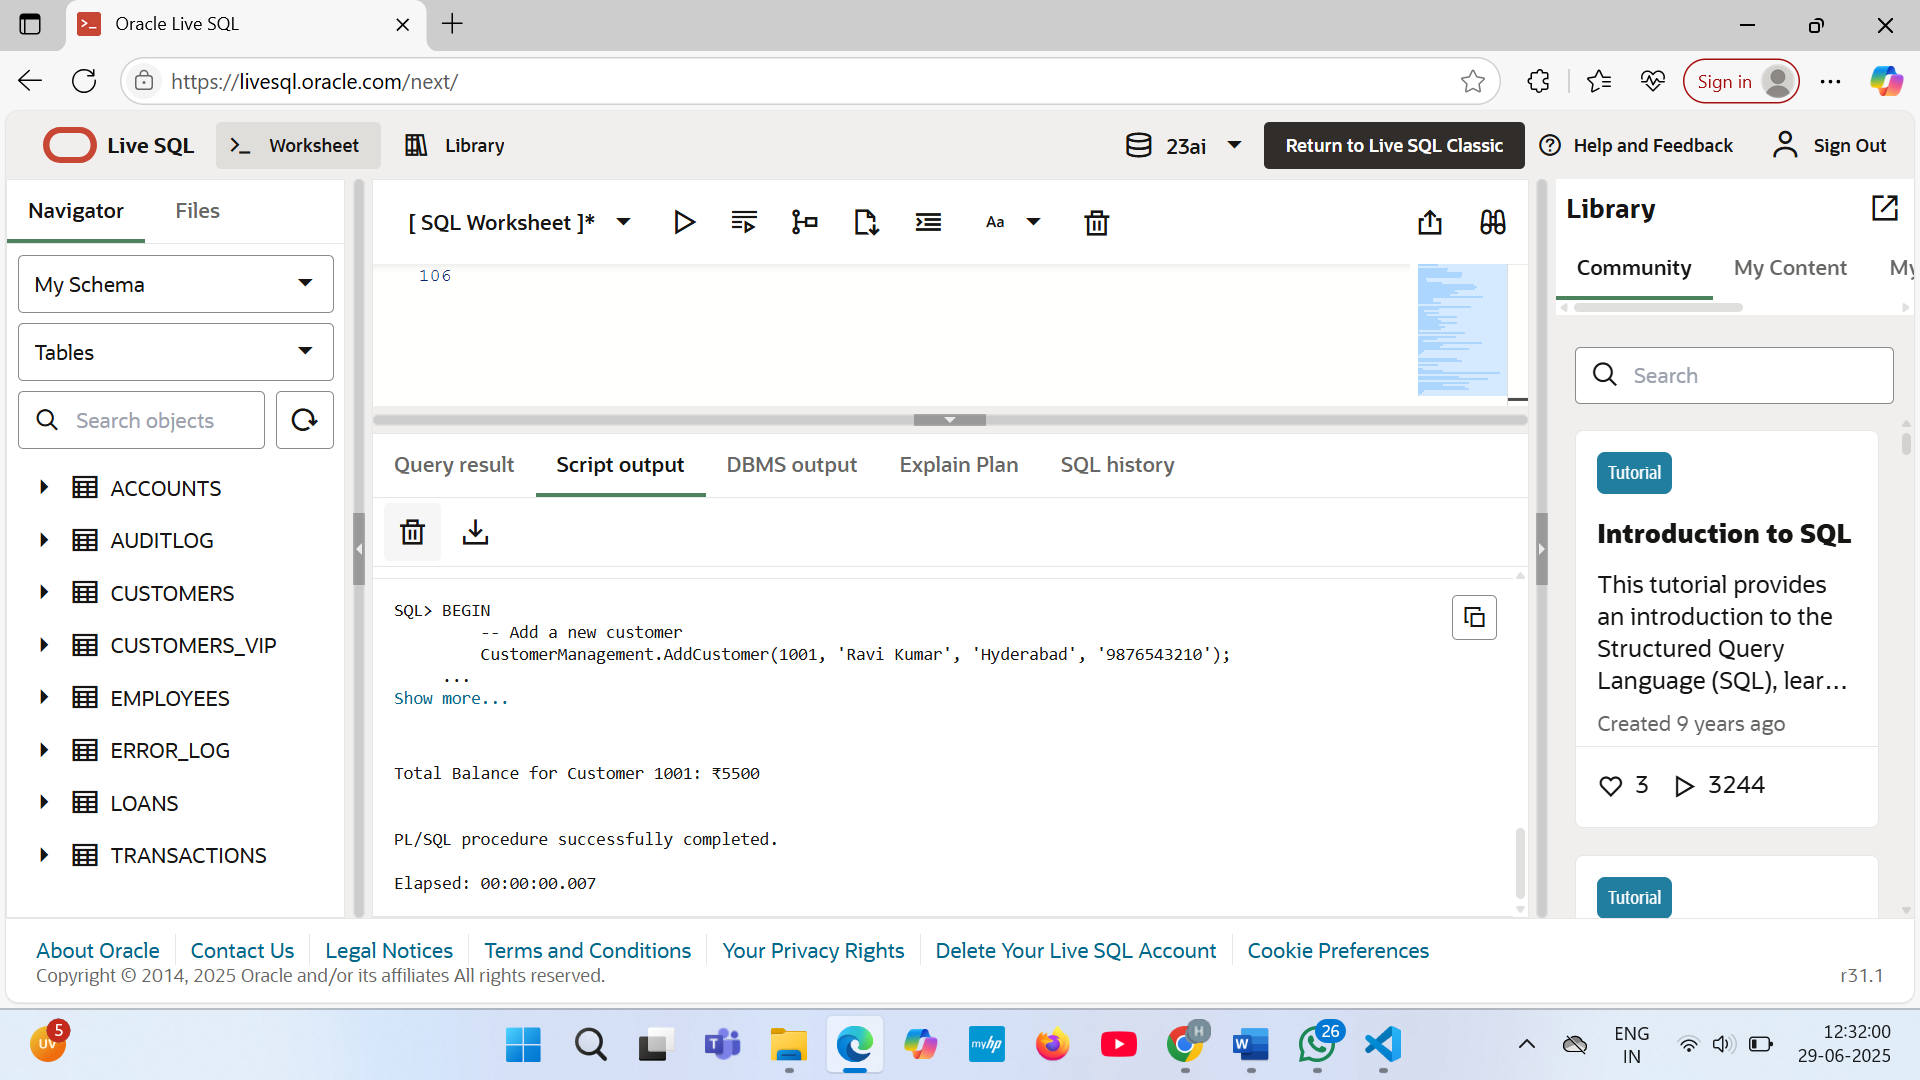 Oracle Live SQL
https://livesql.oracle.com/next/
Sign in
Live SQL
Worksheet
Library
23ai
Return to Live SQL Classic
Help and Feedback
Sign Out
Navigator
Files
My Schema
Tables
Search objects
ACCOUNTS
AUDITLOG
CUSTOMERS
CUSTOMERS_VIP
EMPLOYEES
ERROR_LOG
LOANS
TRANSACTIONS
[ SQL Worksheet ]*
Aa
106
Query result
Script output
DBMS output
Explain Plan
SQL history
SQL> BEGIN
-- Add a new customer
CustomerManagement.AddCustomer(1001, 'Ravi Kumar', 'Hyderabad', '9876543210');
...
Show more...
Total Balance for Customer 1001: ₹5500
PL/SQL procedure successfully completed.
Elapsed: 00:00:00.007
Library
Community
My Content
My
Search
Tutorial
Introduction to SQL
This tutorial provides
an introduction to the
Structured Query
Language (SQL), lear...
Created 9 years ago
3
3244
Tutorial
About Oracle
Contact Us
Legal Notices
Terms and Conditions
Your Privacy Rights
Delete Your Live SQL Account
Cookie Preferences
Copyright © 2014, 2025 Oracle and/or its affiliates All rights reserved.
r31.1
UV
5
myhp
H
W
26
ENG
IN
12:32:00
29-06-2025